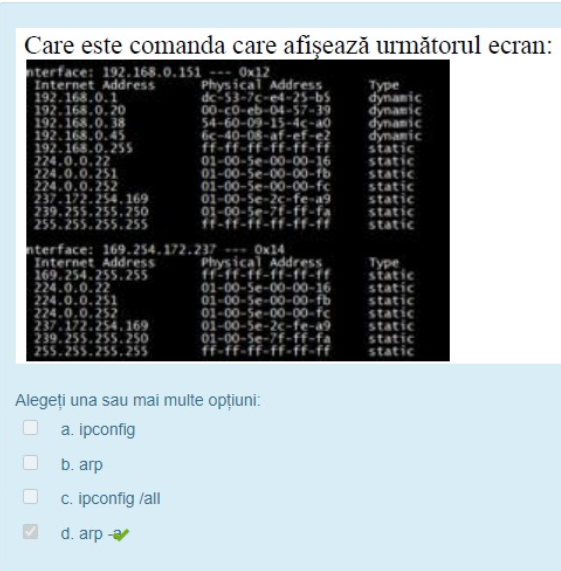 Care este comanda care afișează următorul ecran:
nterface: 192.168.0.151 --- 0x12
Internet Address Physical Address Type
192.168.0.1 dc-53-7c-e4-25-b5 dynamic
192.168.0.20 00-c0-eb-04-57-39 dynamic
192.168.0.38 54-60-09-15-4c-a0 dynamic
192.168.0.45 6c-40-08-af-ef-e2 dynamic
192.168.0.255 ff-ff-ff-ff-ff-ff static
224.0.0.22 01-00-5e-00-00-16 static
224.0.0.251 01-00-5e-00-00-fb static
224.0.0.252 01-00-5e-00-00-fc static
237.172.254.169 01-00-5e-2c-fe-a9 static
239.255.255.250 01-00-5e-7f-ff-fa static
255.255.255.255 ff-ff-ff-ff-ff-ff static
nterface: 169.254.172.237 --- 0x14
Internet Address Physical Address Type
169.254.255.255 ff-ff-ff-ff-ff-ff static
224.0.0.22 01-00-5e-00-00-16 static
224.0.0.251 01-00-5e-00-00-fb static
224.0.0.252 01-00-5e-00-00-fc static
237.172.254.169 01-00-5e-2c-fe-a9 static
239.255.255.250 01-00-5e-7f-ff-fa static
255.255.255.255 ff-ff-ff-ff-ff-ff static
Alegeți una sau mai multe opțiuni:
a. ipconfig
b. arp
c. ipconfig /all
d. arp -a